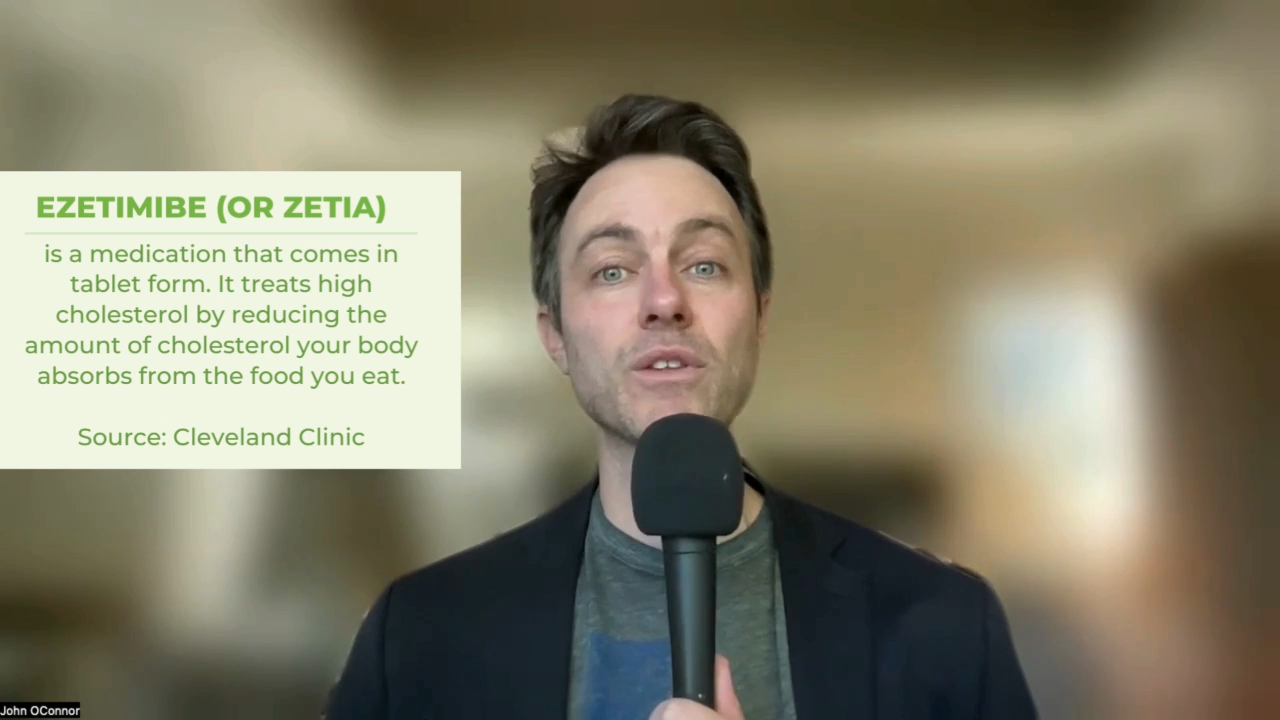 EZETIMIBE (OR ZETIA)
is a medication that comes in
tablet form. It treats high
cholesterol by reducing the
amount of cholesterol your body
absorbs from the food you eat.
Source: Cleveland Clinic
John OConnor